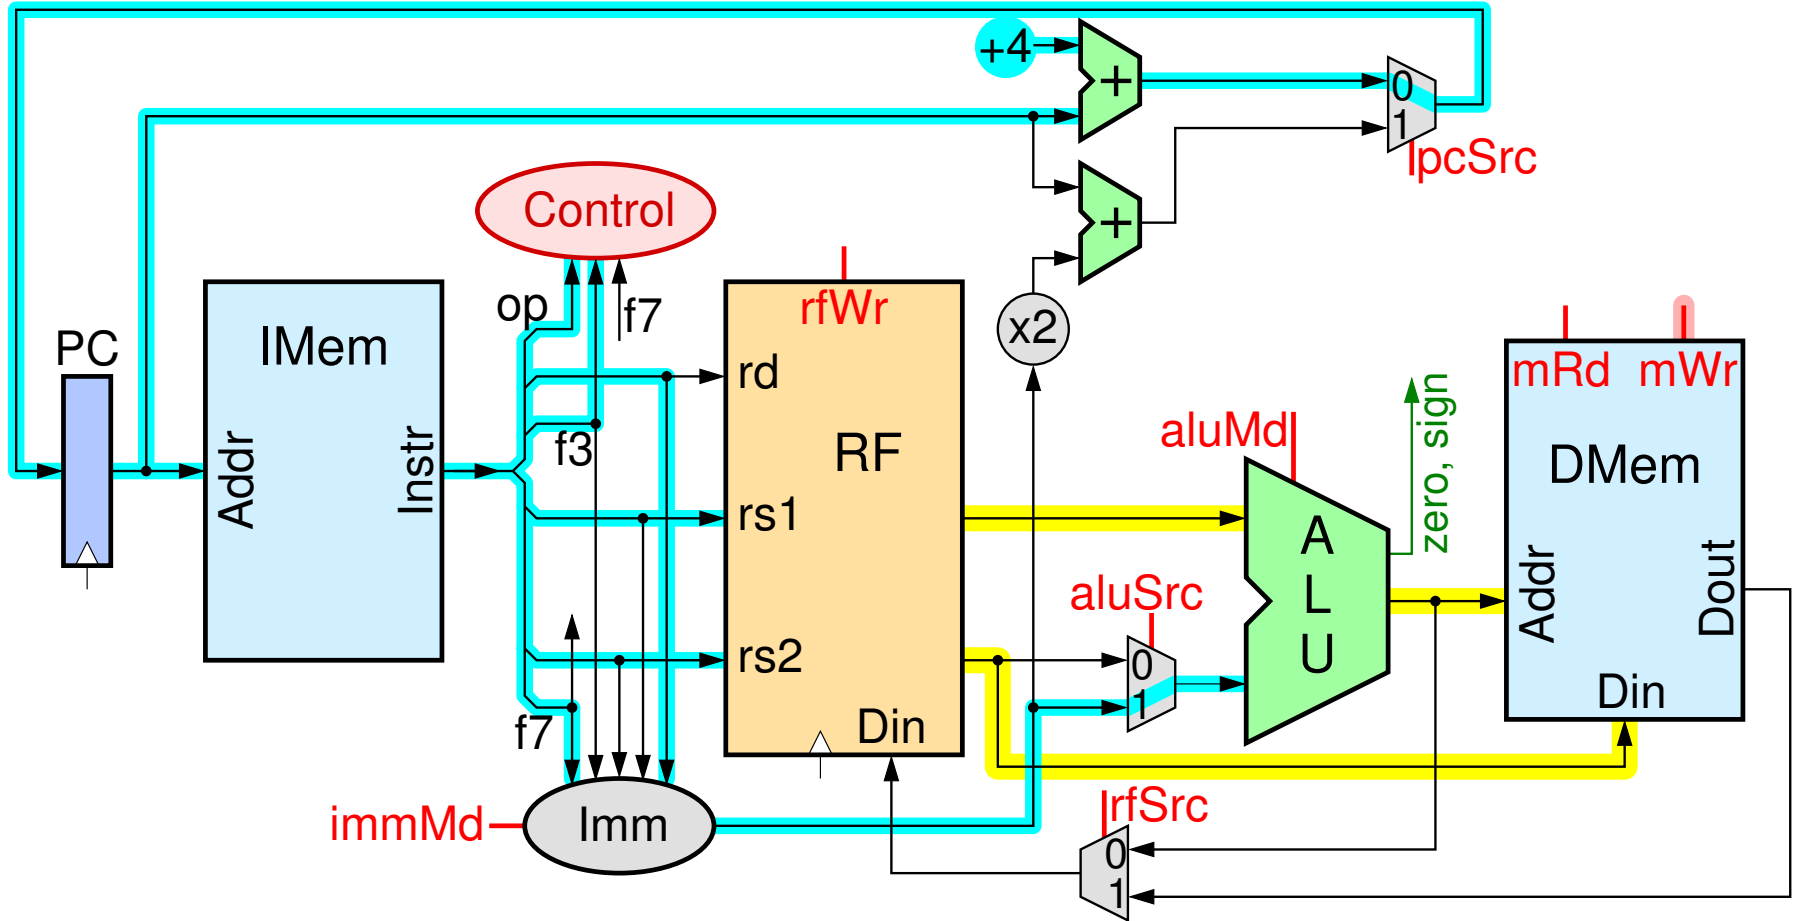 +4
+
0
1
pcSrc
Control
+
op
f7
rfWr
x2
PC
IMem
rd
mRd
mWr
zero, sign
aluMd
Addr
Instr
f3
RF
DMem
rs1
A
L
U
aluSrc
Addr
Dout
rs2
0
1
Din
f7
Din
immMd
Imm
rfSrc
0
1